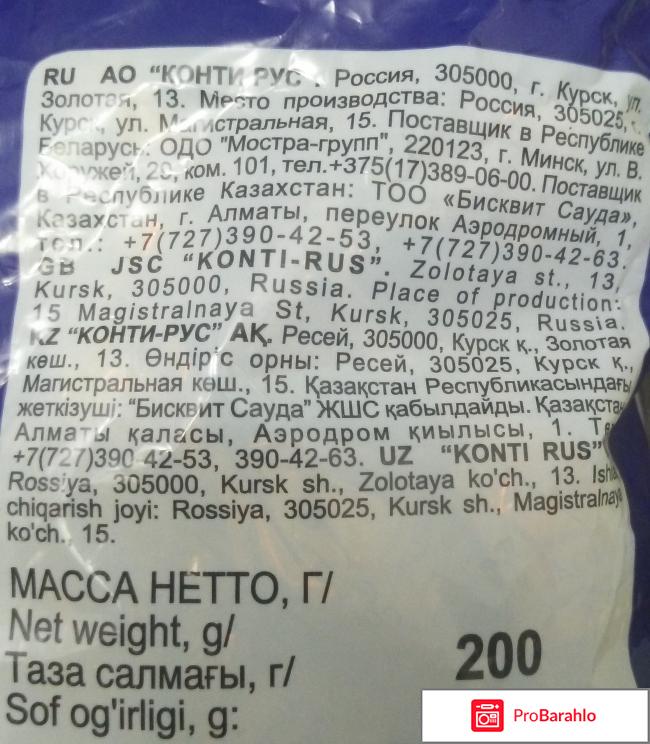 RU АО "КОНТИ РУС". Россия, 305000, г. Курск, ул.
Золотая, 13. Место производства: Россия, 305025, г.
Курск, ул. Магистральная, 15. Поставщик в Республике
Беларусь: ОДО "Мостра-групп", 220123, г. Минск, ул. В.
Хоружей, 29, ком. 101, тел.+375(17)389-06-00. Поставщик
в Республике Казахстан: ТОО «Бисквит Сауда»,
Казахстан, г. Алматы, переулок Аэродромный, 1,
тел.: +7(727)390-42-53, +7(727)390-42-63.
GB JSC "KONTI-RUS". Zolotaya st., 13,
Kursk, 305000, Russia. Place of production:
15 Magistralnaya St, Kursk, 305025, Russia.
KZ "КОНТИ-РУС" АҚ. Ресей, 305000, Курск қ., Золотая
көш., 13. Өндіріс орны: Ресей, 305025, Курск қ.,
Магистральная көш., 15. Қазақстан Республикасындағы
жеткізуші: "Бисквит Сауда" ЖШС қабылдайды. Қазақста
Алматы қаласы, Аэродром қиылысы, 1. Те
+7(727)390 42-53, 390-42-63. UZ "KONTI RUS"
Rossiya, 305000, Kursk sh., Zolotaya ko'ch., 13. Ishla
chiqarish joyi: Rossiya, 305025, Kursk sh., Magistralnaya
ko'ch., 15.
МАССА НЕТТО, Г/
Net weight, g/
Таза салмағы, г/
Sof og'irligi, g:
200
ProBarahlo